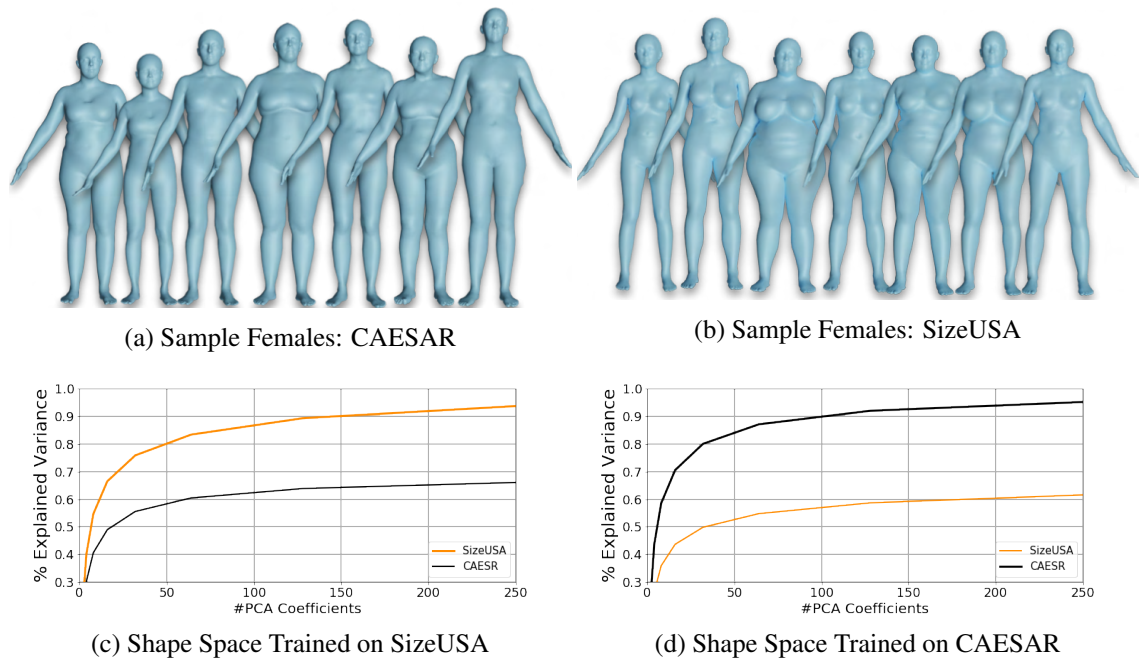 (a) Sample Females: CAESAR
(b) Sample Females: SizeUSA
% Explained Variance
1.0
0.9
0.8
0.7
0.6
0.5
0.4
0.3
SizeUSA
CAESR
0 50 100 150 200 250
#PCA Coefficients
(c) Shape Space Trained on SizeUSA
% Explained Variance
1.0
0.9
0.8
0.7
0.6
0.5
0.4
0.3
SizeUSA
CAESR
0 50 100 150 200 250
#PCA Coefficients
(d) Shape Space Trained on CAESAR